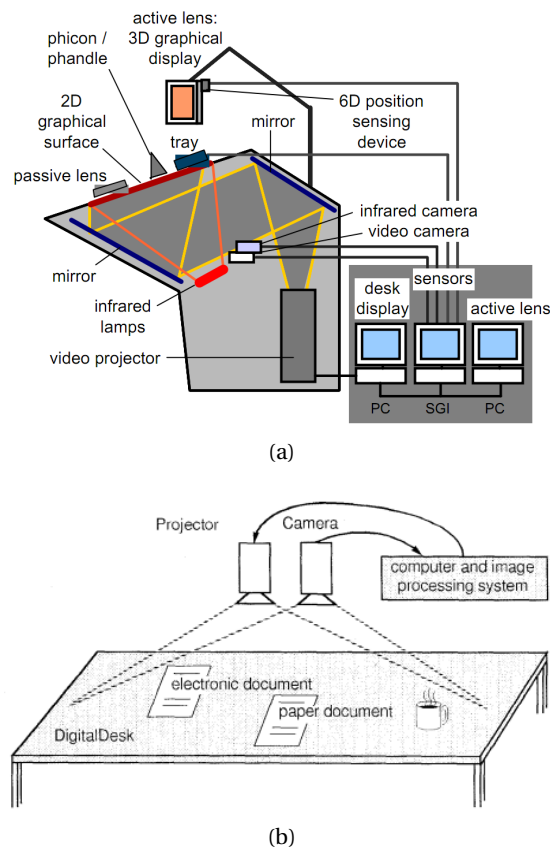 active lens:
3D graphical
display
phicon /
phandle
2D
graphical
surface
tray
mirror
6D position
sensing
device
passive lens
infrared camera
video camera
mirror
infrared
lamps
desk
display
sensors
active lens
video projector
PC
SGI
PC
(a)
Projector
Camera
computer and image
processing system
electronic document
paper document
DigitalDesk
(b)